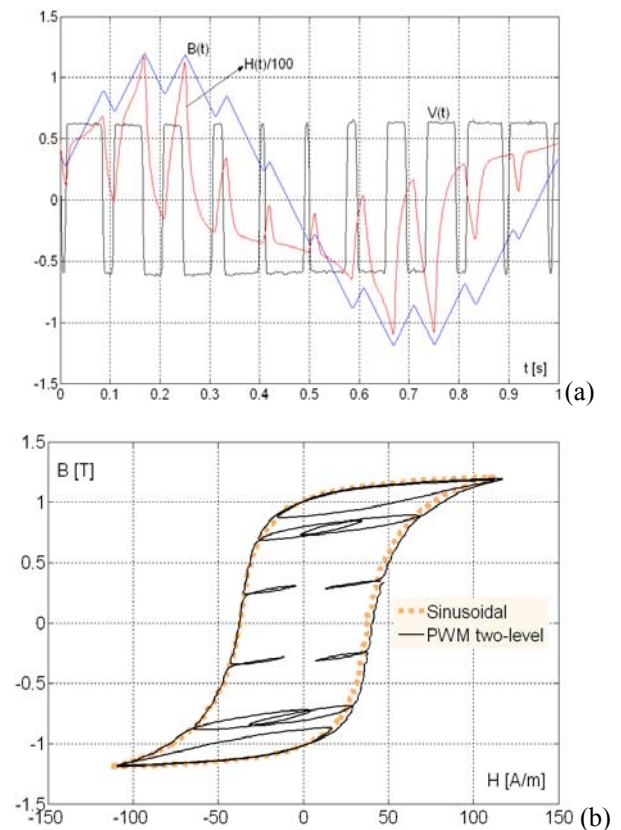 1.5
1
0.5
0
-0.5
-1
-1.5
B(t)
H(t)/100
V(t)
t [s]
0 0.1 0.2 0.3 0.4 0.5 0.6 0.7 0.8 0.9 1
(a)
1.5
1
0.5
0
-0.5
-1
-1.5
B [T]
Sinusoidal
PWM two-level
H [A/m]
-150 -100 -50 0 50 100 150
(b)